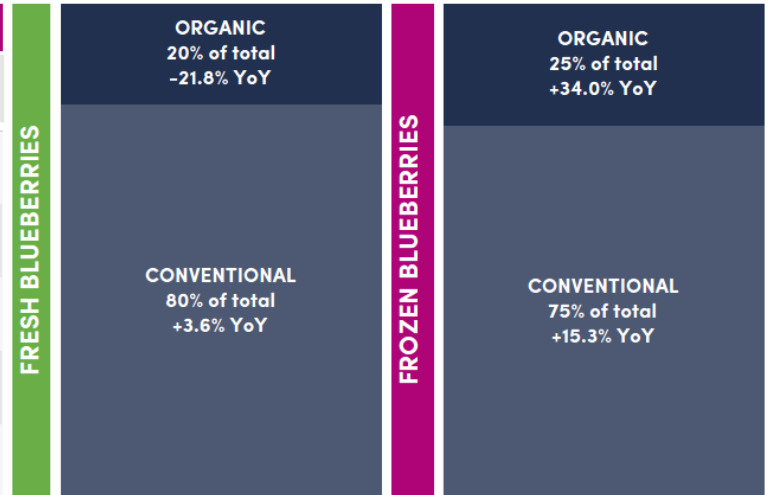 FRESH BLUEBERRIES
ORGANIC
20% of total
-21.8% YoY
CONVENTIONAL
80% of total
+3.6% YoY
FROZEN BLUEBERRIES
ORGANIC
25% of total
+34.0% YoY
CONVENTIONAL
75% of total
+15.3% YoY